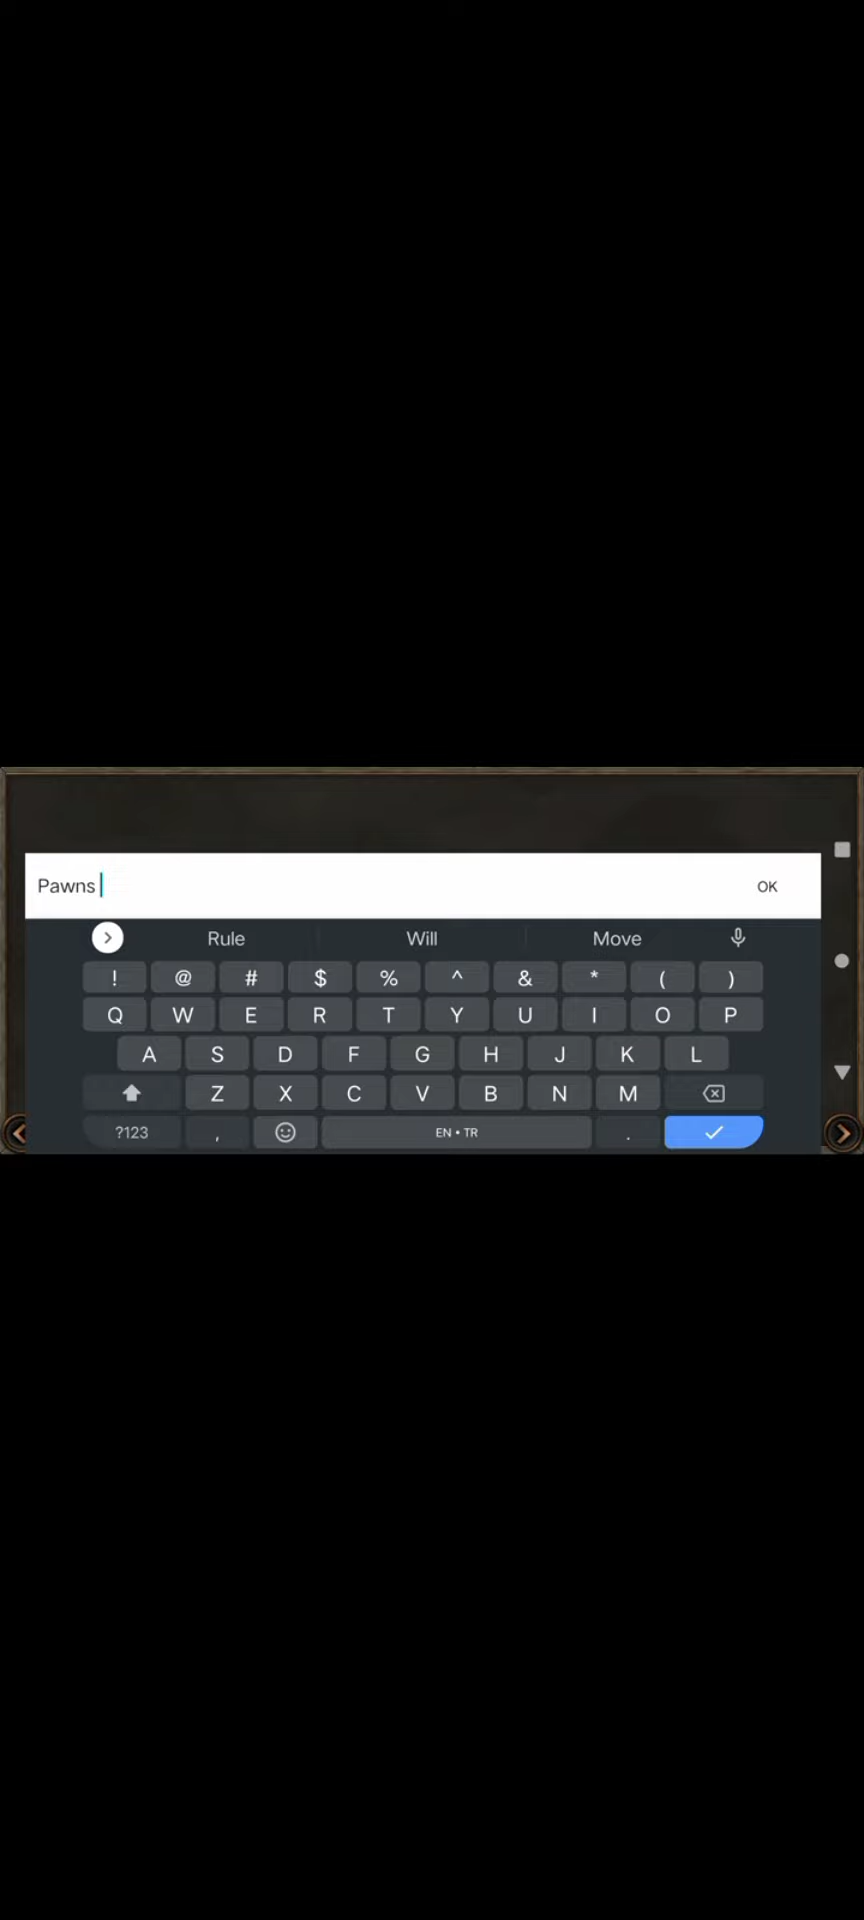 Pawns
OK
Rule Will Move
! @ # $ % ^ & * ( )
Q W E R T Y U I O P
A S D F G H J K L
Z X C V B N M
?123 , EN • TR .